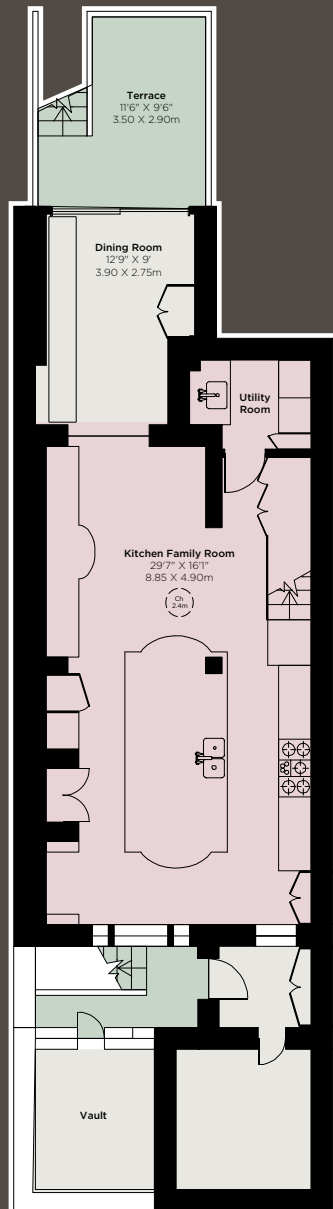 Terrace
11'6" X 9'6"
3.50 X 2.90m
Dining Room
12'9" X 9'
3.90 X 2.75m
Utility
Room
Kitchen Family Room
29'7" X 16'1"
8.85 X 4.90m
Ch
2.4m
Vault